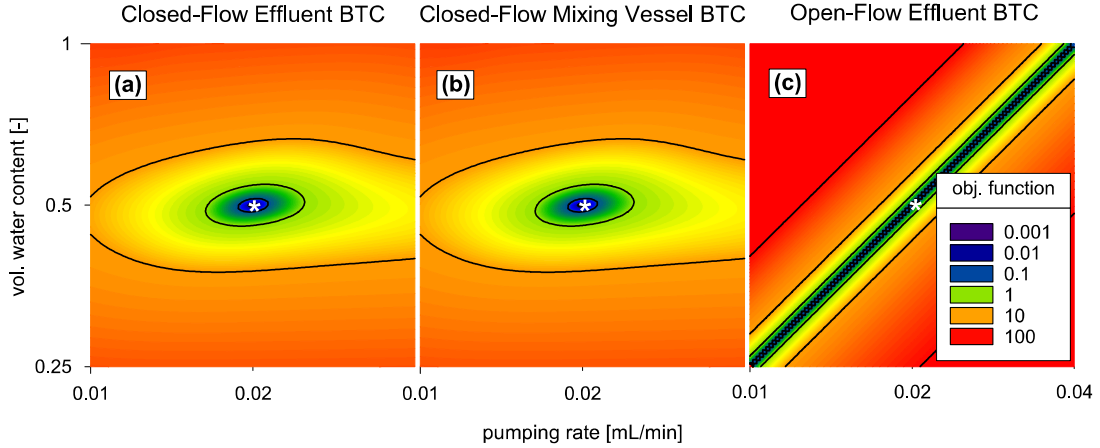 Closed-Flow Effluent BTC Closed-Flow Mixing Vessel BTC Open-Flow Effluent BTC
1
(a) (b) (c)
vol. water content [-]
0.5
* * *
obj. function
0.001
0.01
0.1
1
10
100
0.25
0.01 0.02 0.01 0.02 0.01 0.02 0.04
pumping rate [mL/min]